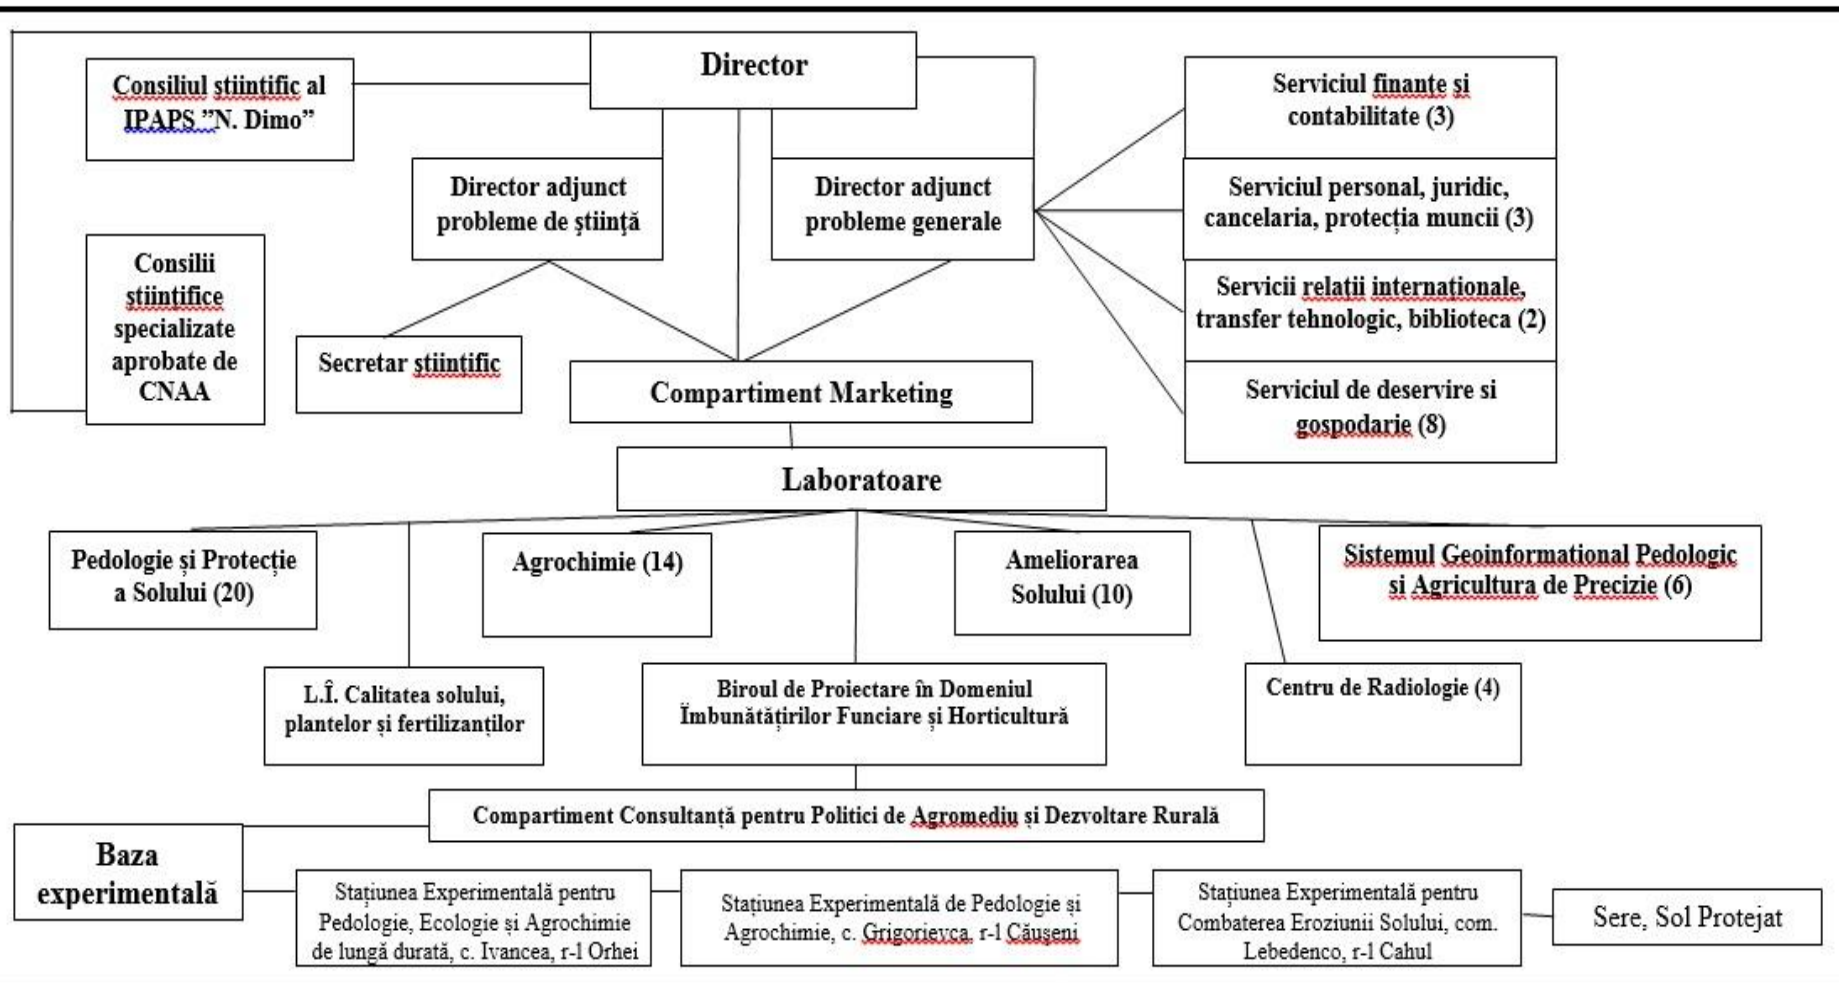 Director
Consiliul științific al
IPAPS ”N. Dimo”
Director adjunct
probleme de știință
Director adjunct
probleme generale
Serviciul finanțe și
contabilitate (3)
Serviciul personal, juridic,
cancelaria, protecția muncii (3)
Servicii relații internaționale,
transfer tehnologic, biblioteca (2)
Serviciul de deservire si
gospodarie (8)
Consilii
științifice
specializate
aprobate de
CNAA
Secretar științific
Compartiment Marketing
Laboratoare
Pedologie și Protecție
a Solului (20)
Agrochimie (14)
Ameliorarea
Solului (10)
Sistemul Geoinformational Pedologic
si Agricultura de Precizie (6)
L.Î. Calitatea solului,
plantelor și fertilizanților
Biroul de Proiectare în Domeniul
Îmbunătățirilor Funciare și Horticultură
Centru de Radiologie (4)
Compartiment Consultanță pentru Politici de Agromediu și Dezvoltare Rurală
Baza
experimentală
Stațiunea Experimentală pentru
Pedologie, Ecologie și Agrochimie
de lungă durată, c. Ivancea, r-l Orhei
Stațiunea Experimentală de Pedologie și
Agrochimie, c. Grigorievca, r-l Căușeni
Stațiunea Experimentală pentru
Combaterea Eroziunii Solului, com.
Lebedenco, r-l Cahul
Sere, Sol Protejat